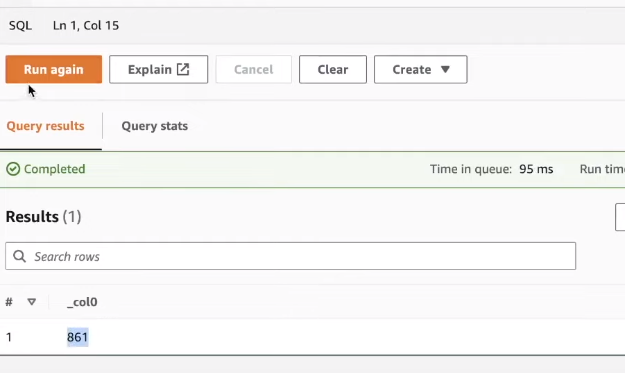 SQL Ln 1, Col 15
Run again Explain Cancel Clear Create
Query results Query stats
Completed Time in queue: 95 ms Run tim
Results (1)
Search rows
# _col0
1 861